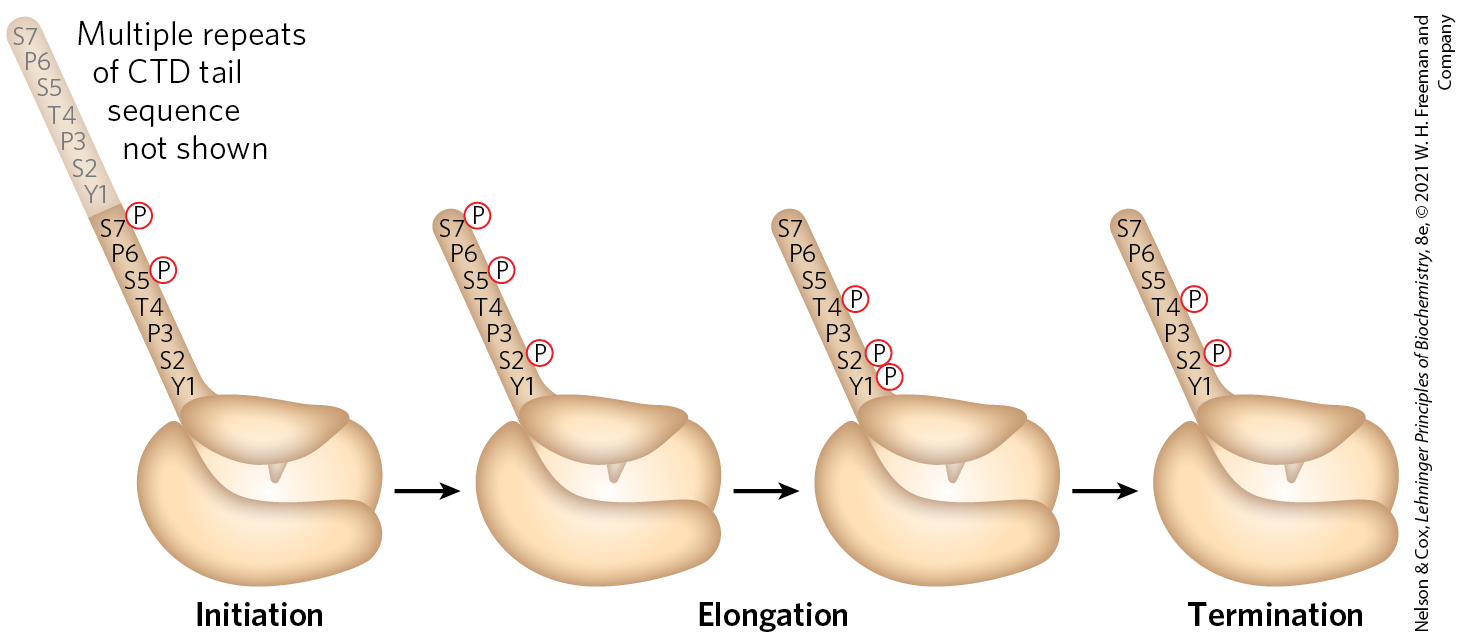 Multiple repeats
of CTD tail
sequence
not shown
S7
P6
S5
T4
P3
S2
Y1
S7 P
P6
S5 P
T4
P3
S2
Y1
S7 P
P6
S5 P
T4
P3
S2 P
Y1
S7
P6
S5
T4 P
P3
S2 P
Y1 P
S7
P6
S5
T4 P
P3
S2 P
Y1
Initiation
Elongation
Termination
Nelson & Cox, Lehninger Principles of Biochemistry, 8e, © 2021 W. H. Freeman and
Company